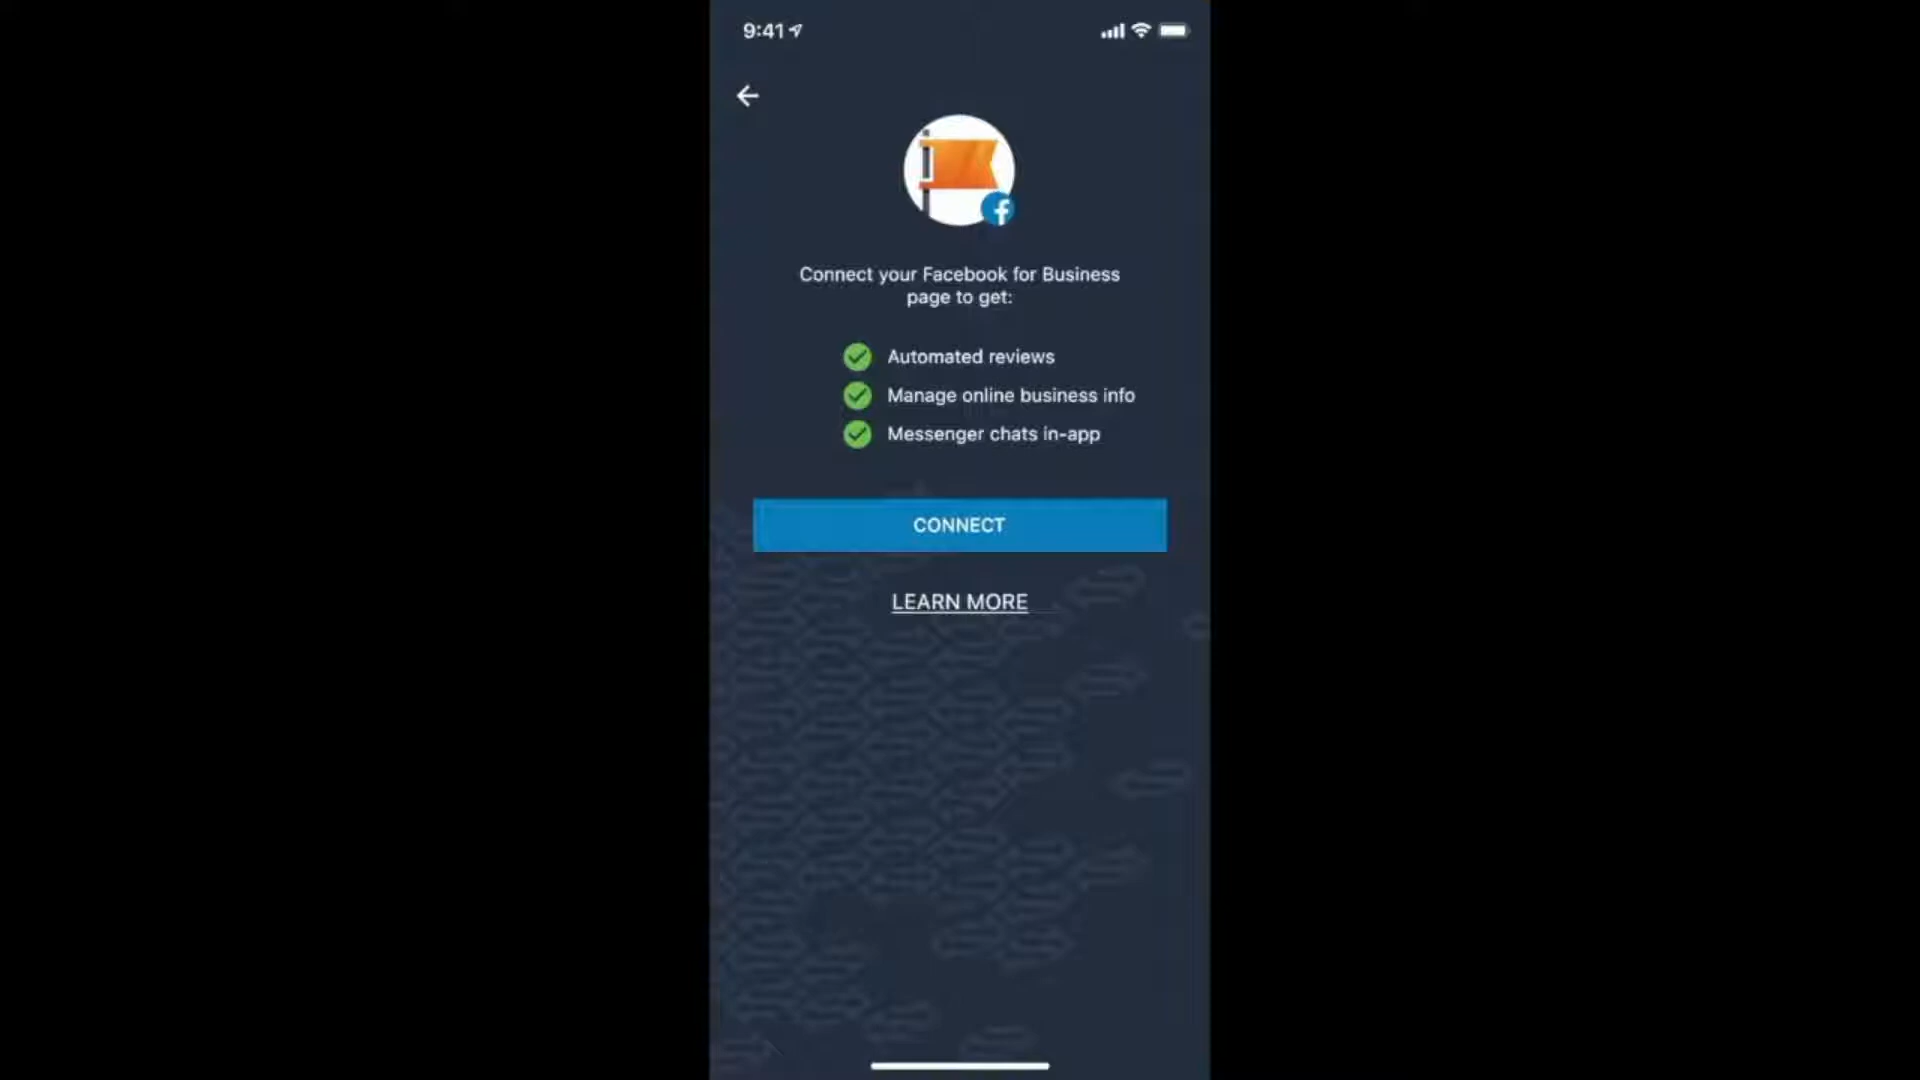 9:41
Connect your Facebook for Business
page to get:
Automated reviews
Manage online business info
Messenger chats in-app
CONNECT
LEARN MORE